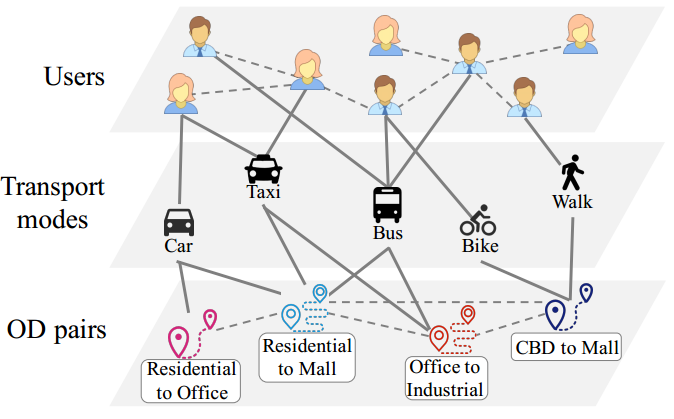 Users
Transport
modes
Taxi
Walk
Car
Bus
Bike
OD pairs
Residential
to Office
Residential
to Mall
Office to
Industrial
CBD to Mall